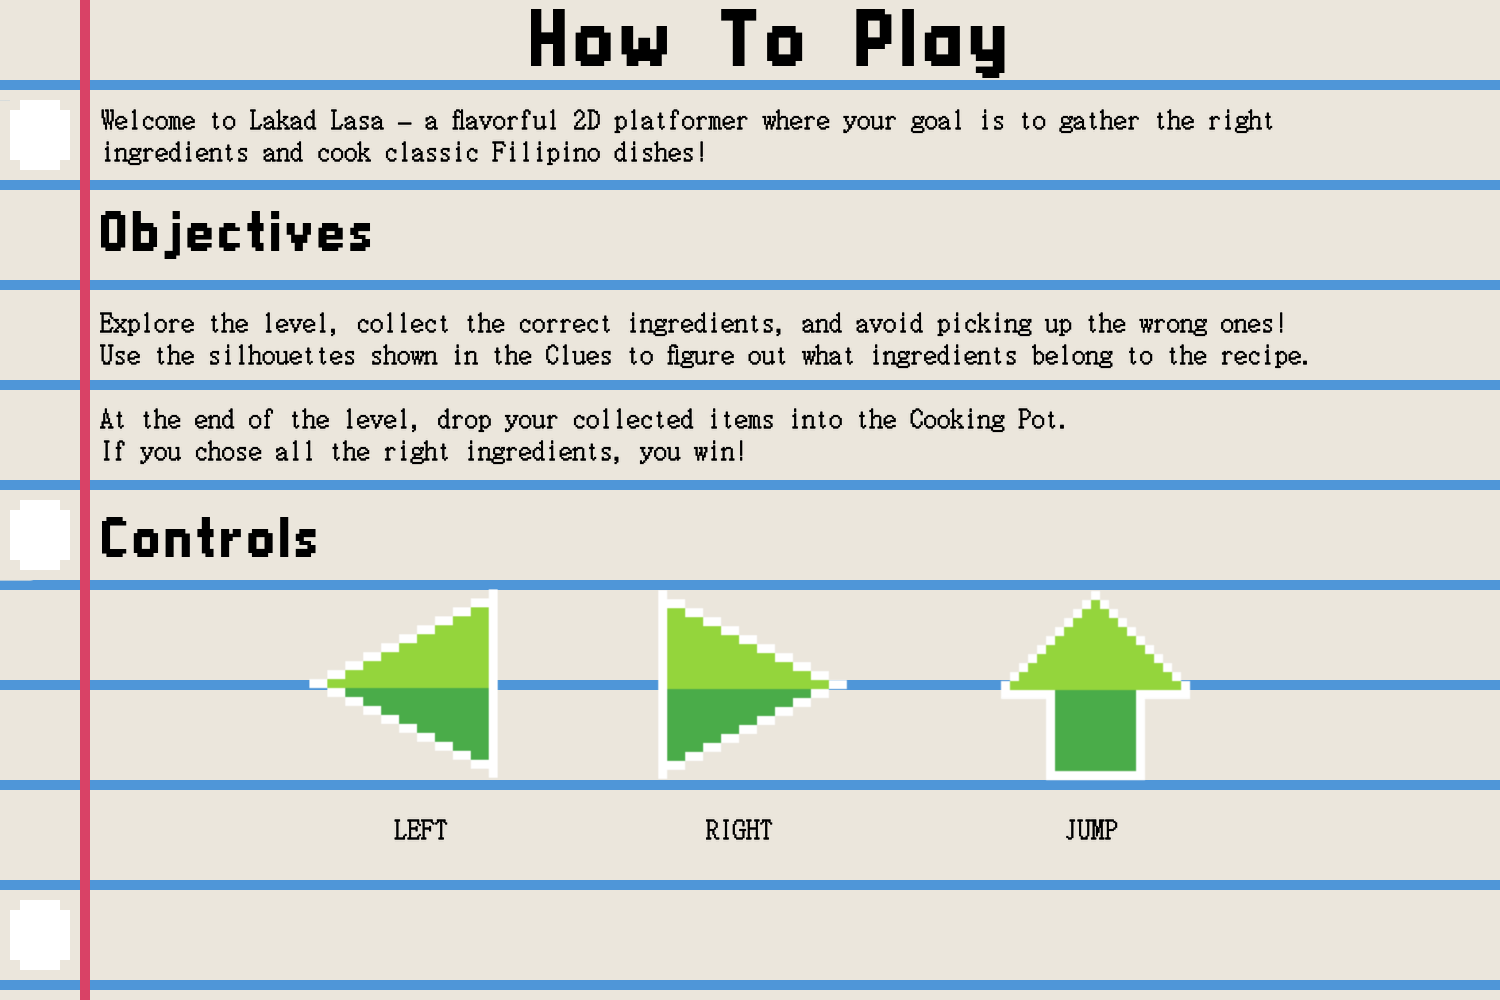 How To Play
Welcome to Lakad Lasa – a flavorful 2D platformer where your goal is to gather the right
ingredients and cook classic Filipino dishes!
Objectives
Explore the level, collect the correct ingredients, and avoid picking up the wrong ones!
Use the silhouettes shown in the Clues to figure out what ingredients belong to the recipe.
At the end of the level, drop your collected items into the Cooking Pot.
If you chose all the right ingredients, you win!
Controls
LEFT
RIGHT
JUMP